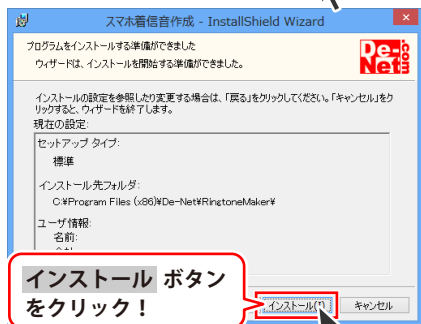 スマホ着信音作成 - InstallShield Wizard
プログラムをインストールする準備ができました
ウィザードは、インストールを開始する準備ができました。
De-Net.com
インストールの設定を参照したり変更する場合は、「戻る」をクリックしてください。「キャンセル」をク
リックすると、ウィザードを終了します。
現在の設定:
セットアップ タイプ:
標準
インストール先フォルダ:
C:¥Program Files (x86)¥De-Net¥RingtoneMaker¥
ユーザ情報:
名前:
インストール ボタン
をクリック！
インストール(I)
キャンセル